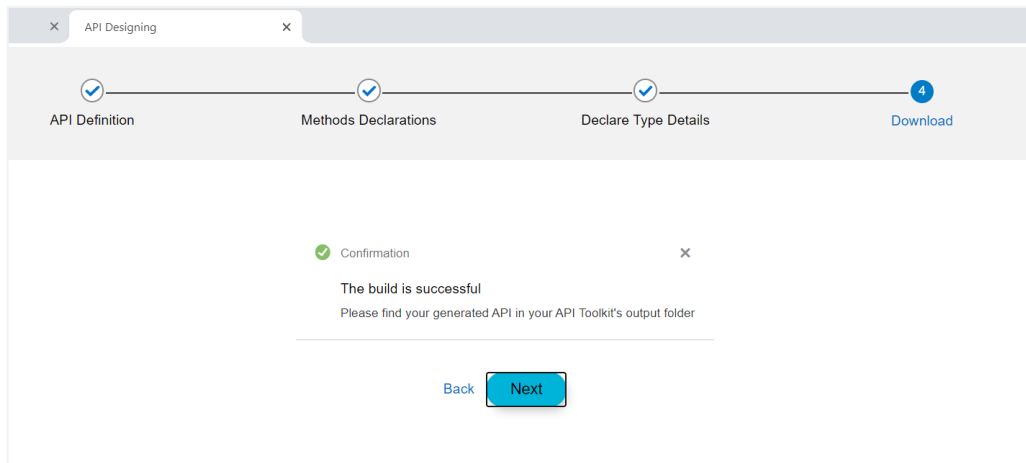 API Designing
4
API Definition
Methods Declarations
Declare Type Details
Download
Confirmation
The build is successful
Please find your generated API in your API Toolkit's output folder
Back
Next